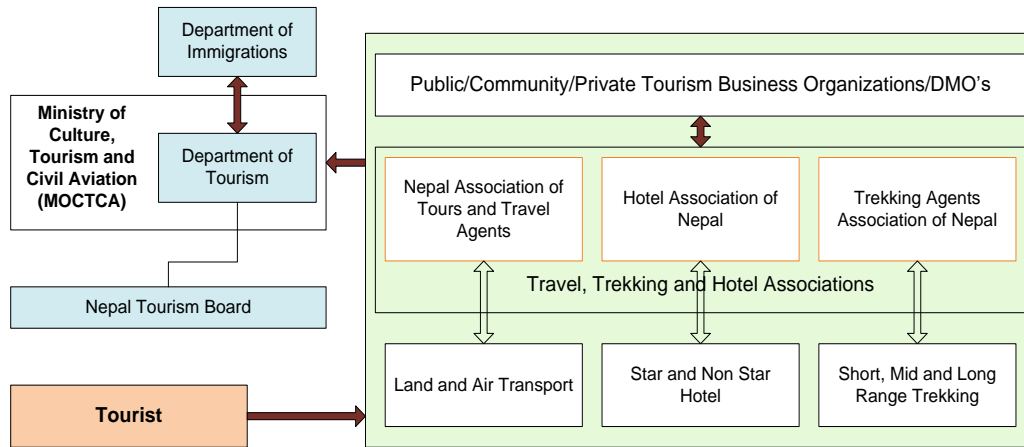 Department of
Immigrations
Ministry of
Culture,
Tourism and
Civil Aviation
(MOCTCA)
Department of
Tourism
Nepal Tourism Board
Tourist
Public/Community/Private Tourism Business Organizations/DMO's
Nepal Association of
Tours and Travel
Agents
Hotel Association of
Nepal
Trekking Agents
Association of Nepal
Travel, Trekking and Hotel Associations
Land and Air Transport
Star and Non Star
Hotel
Short, Mid and Long
Range Trekking